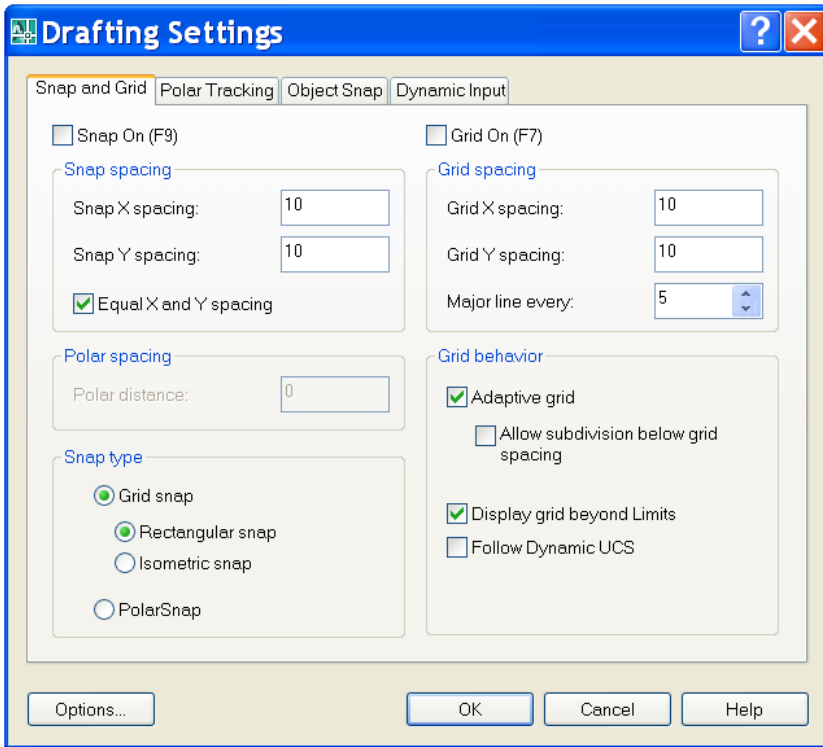 Drafting Settings
Snap and Grid
Polar Tracking
Object Snap
Dynamic Input
Snap On (F9)
Snap spacing
Snap X spacing: 10
Snap Y spacing: 10
Equal X and Y spacing
Polar spacing
Polar distance: 0
Snap type
Grid snap
Rectangular snap
Isometric snap
PolarSnap
Grid On (F7)
Grid spacing
Grid X spacing: 10
Grid Y spacing: 10
Major line every: 5
Grid behavior
Adaptive grid
Allow subdivision below grid
spacing
Display grid beyond Limits
Follow Dynamic UCS
Options...
OK
Cancel
Help